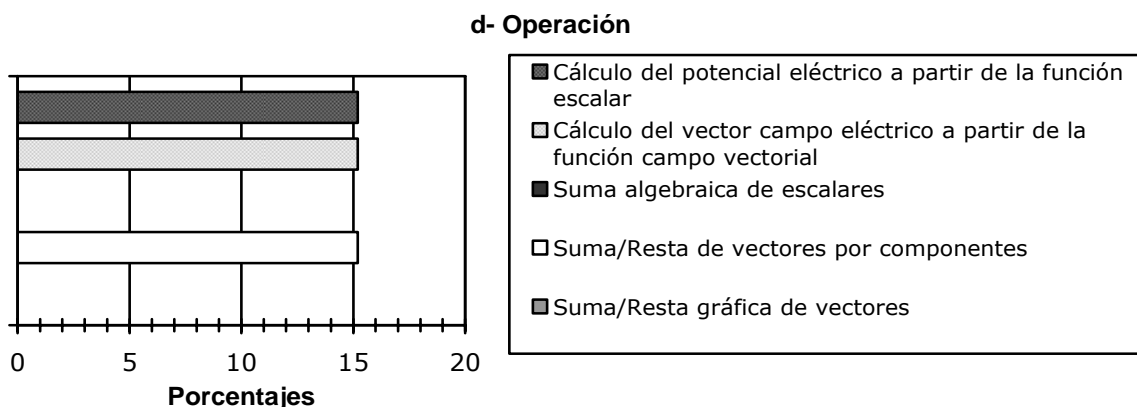 d- Operación
Cálculo del potencial eléctrico a partir de la función
escalar
Cálculo del vector campo eléctrico a partir de la
función campo vectorial
Suma algebraica de escalares
Suma/Resta de vectores por componentes
Suma/Resta gráfica de vectores
0 5 10 15 20
Porcentajes